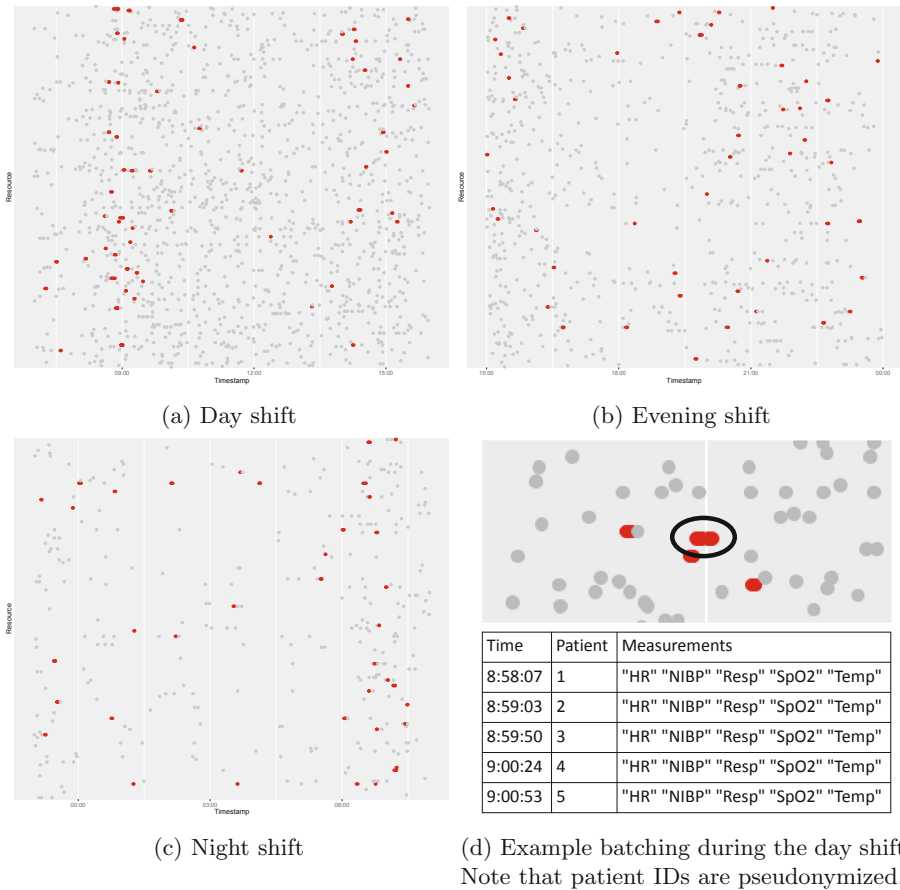 Resource
09:00 12:00 15:00
Timestamp
(a) Day shift
Resource
15:00 18:00 21:00 00:00
Timestamp
(b) Evening shift
Resource
00:00 03:00 06:00
Timestamp
(c) Night shift
Time Patient Measurements
8:58:07 1 "HR" "NIBP" "Resp" "SpO2" "Temp"
8:59:03 2 "HR" "NIBP" "Resp" "SpO2" "Temp"
8:59:50 3 "HR" "NIBP" "Resp" "SpO2" "Temp"
9:00:24 4 "HR" "NIBP" "Resp" "SpO2" "Temp"
9:00:53 5 "HR" "NIBP" "Resp" "SpO2" "Temp"
(d) Example batching during the day shift
Note that patient IDs are pseudonymized.